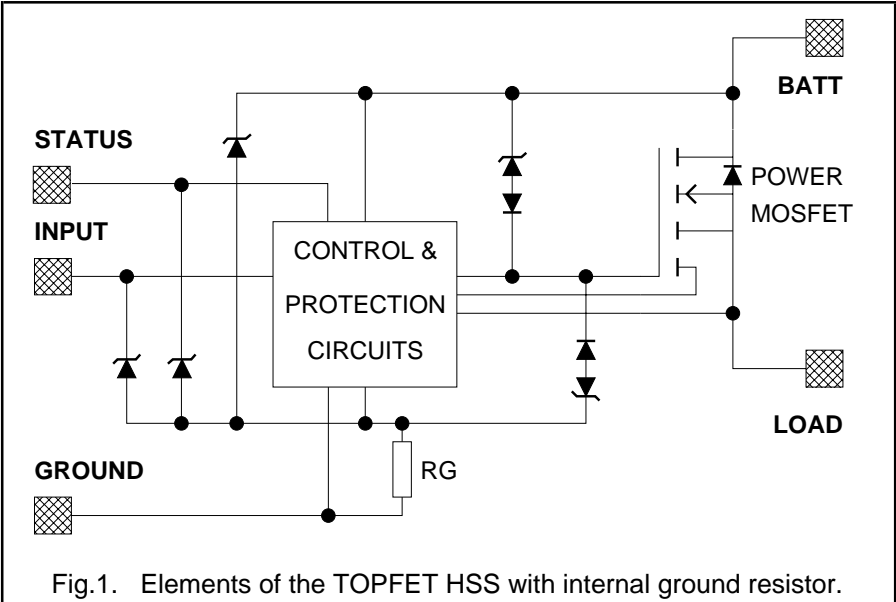 BATT
STATUS
POWER
MOSFET
INPUT
CONTROL &
PROTECTION
CIRCUITS
LOAD
GROUND
RG
Fig.1. Elements of the TOPFET HSS with internal ground resistor.